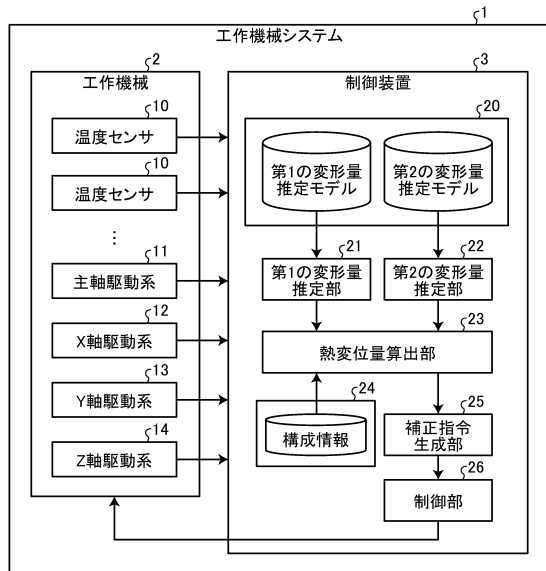 1
工作機械システム
2
工作機械
10
温度センサ
10
温度センサ
⋮
11
主軸駆動系
12
X軸駆動系
13
Y軸駆動系
14
Z軸駆動系
3
制御装置
20
第1の変形量
推定モデル
第2の変形量
推定モデル
21
第1の変形量
推定部
22
第2の変形量
推定部
23
熱変位量算出部
24
構成情報
25
補正指令
生成部
26
制御部